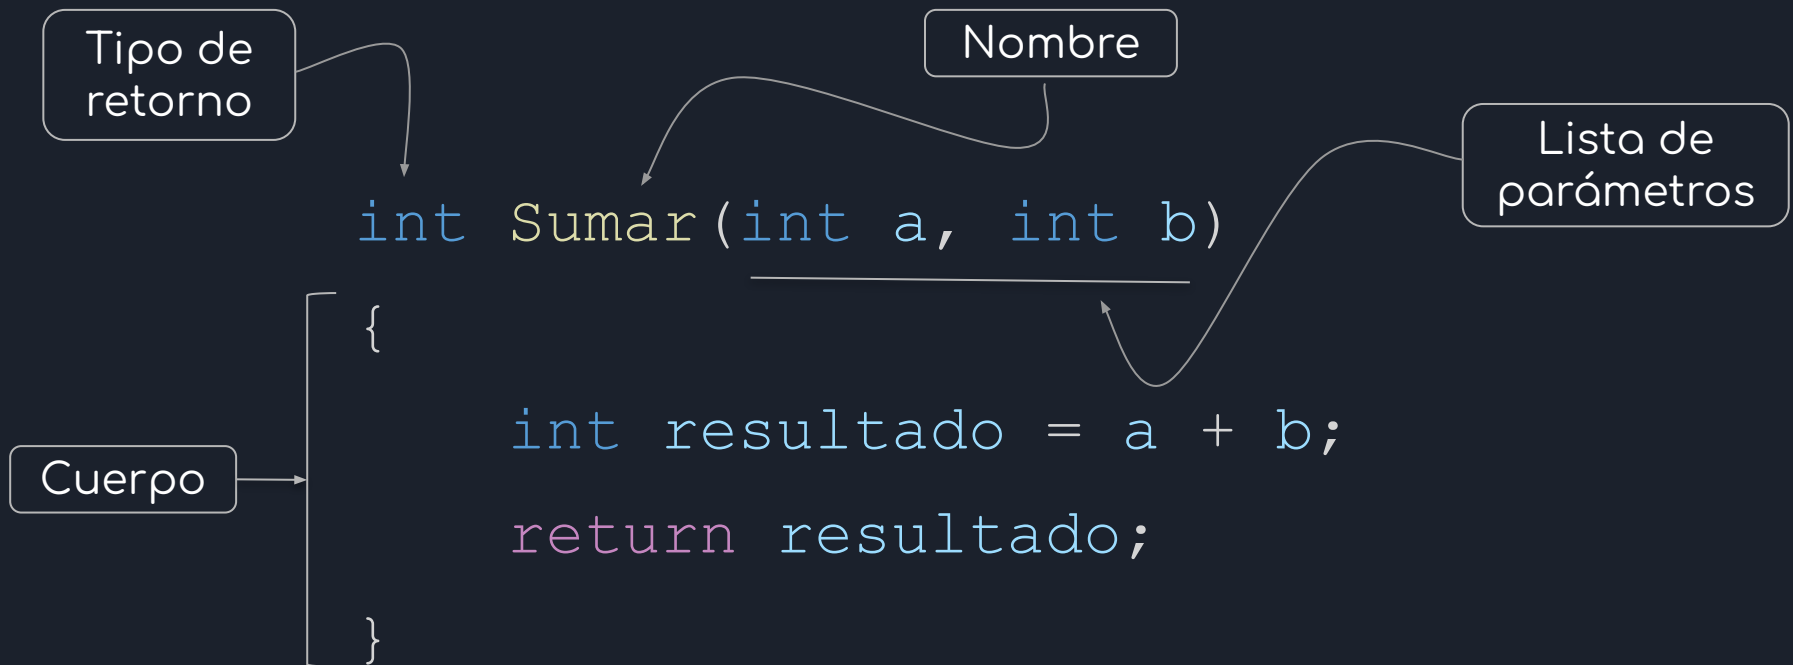 Tipo de
retorno
Nombre
Lista de
parámetros
int Sumar(int a, int b)
{
int resultado = a + b;
Cuerpo
return resultado;
}